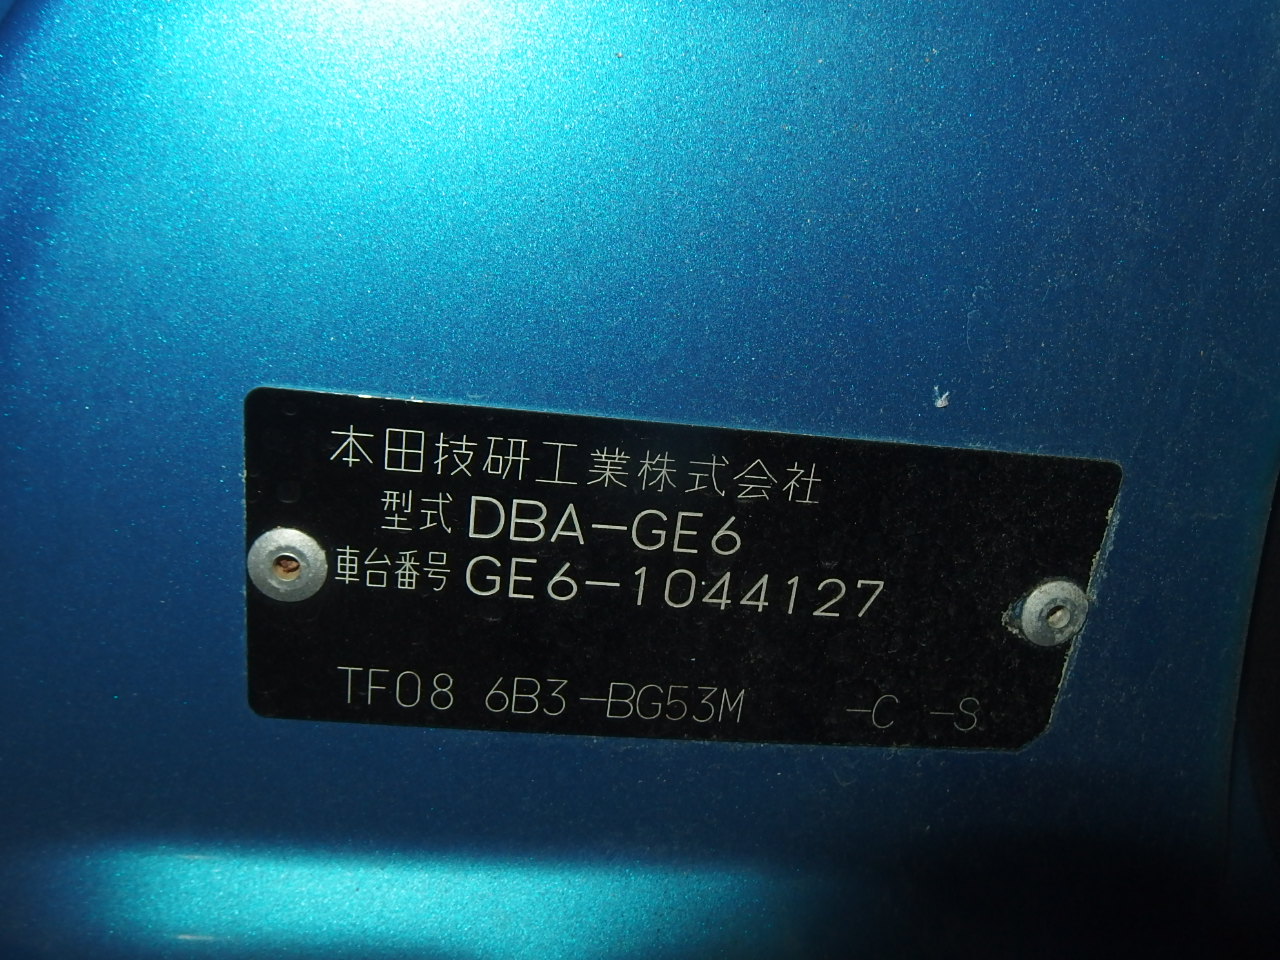 本田技研工業株式会社
型式 DBA-GE6
車台番号 GE6-1044127
TF08 6B3-BG53M -C -S